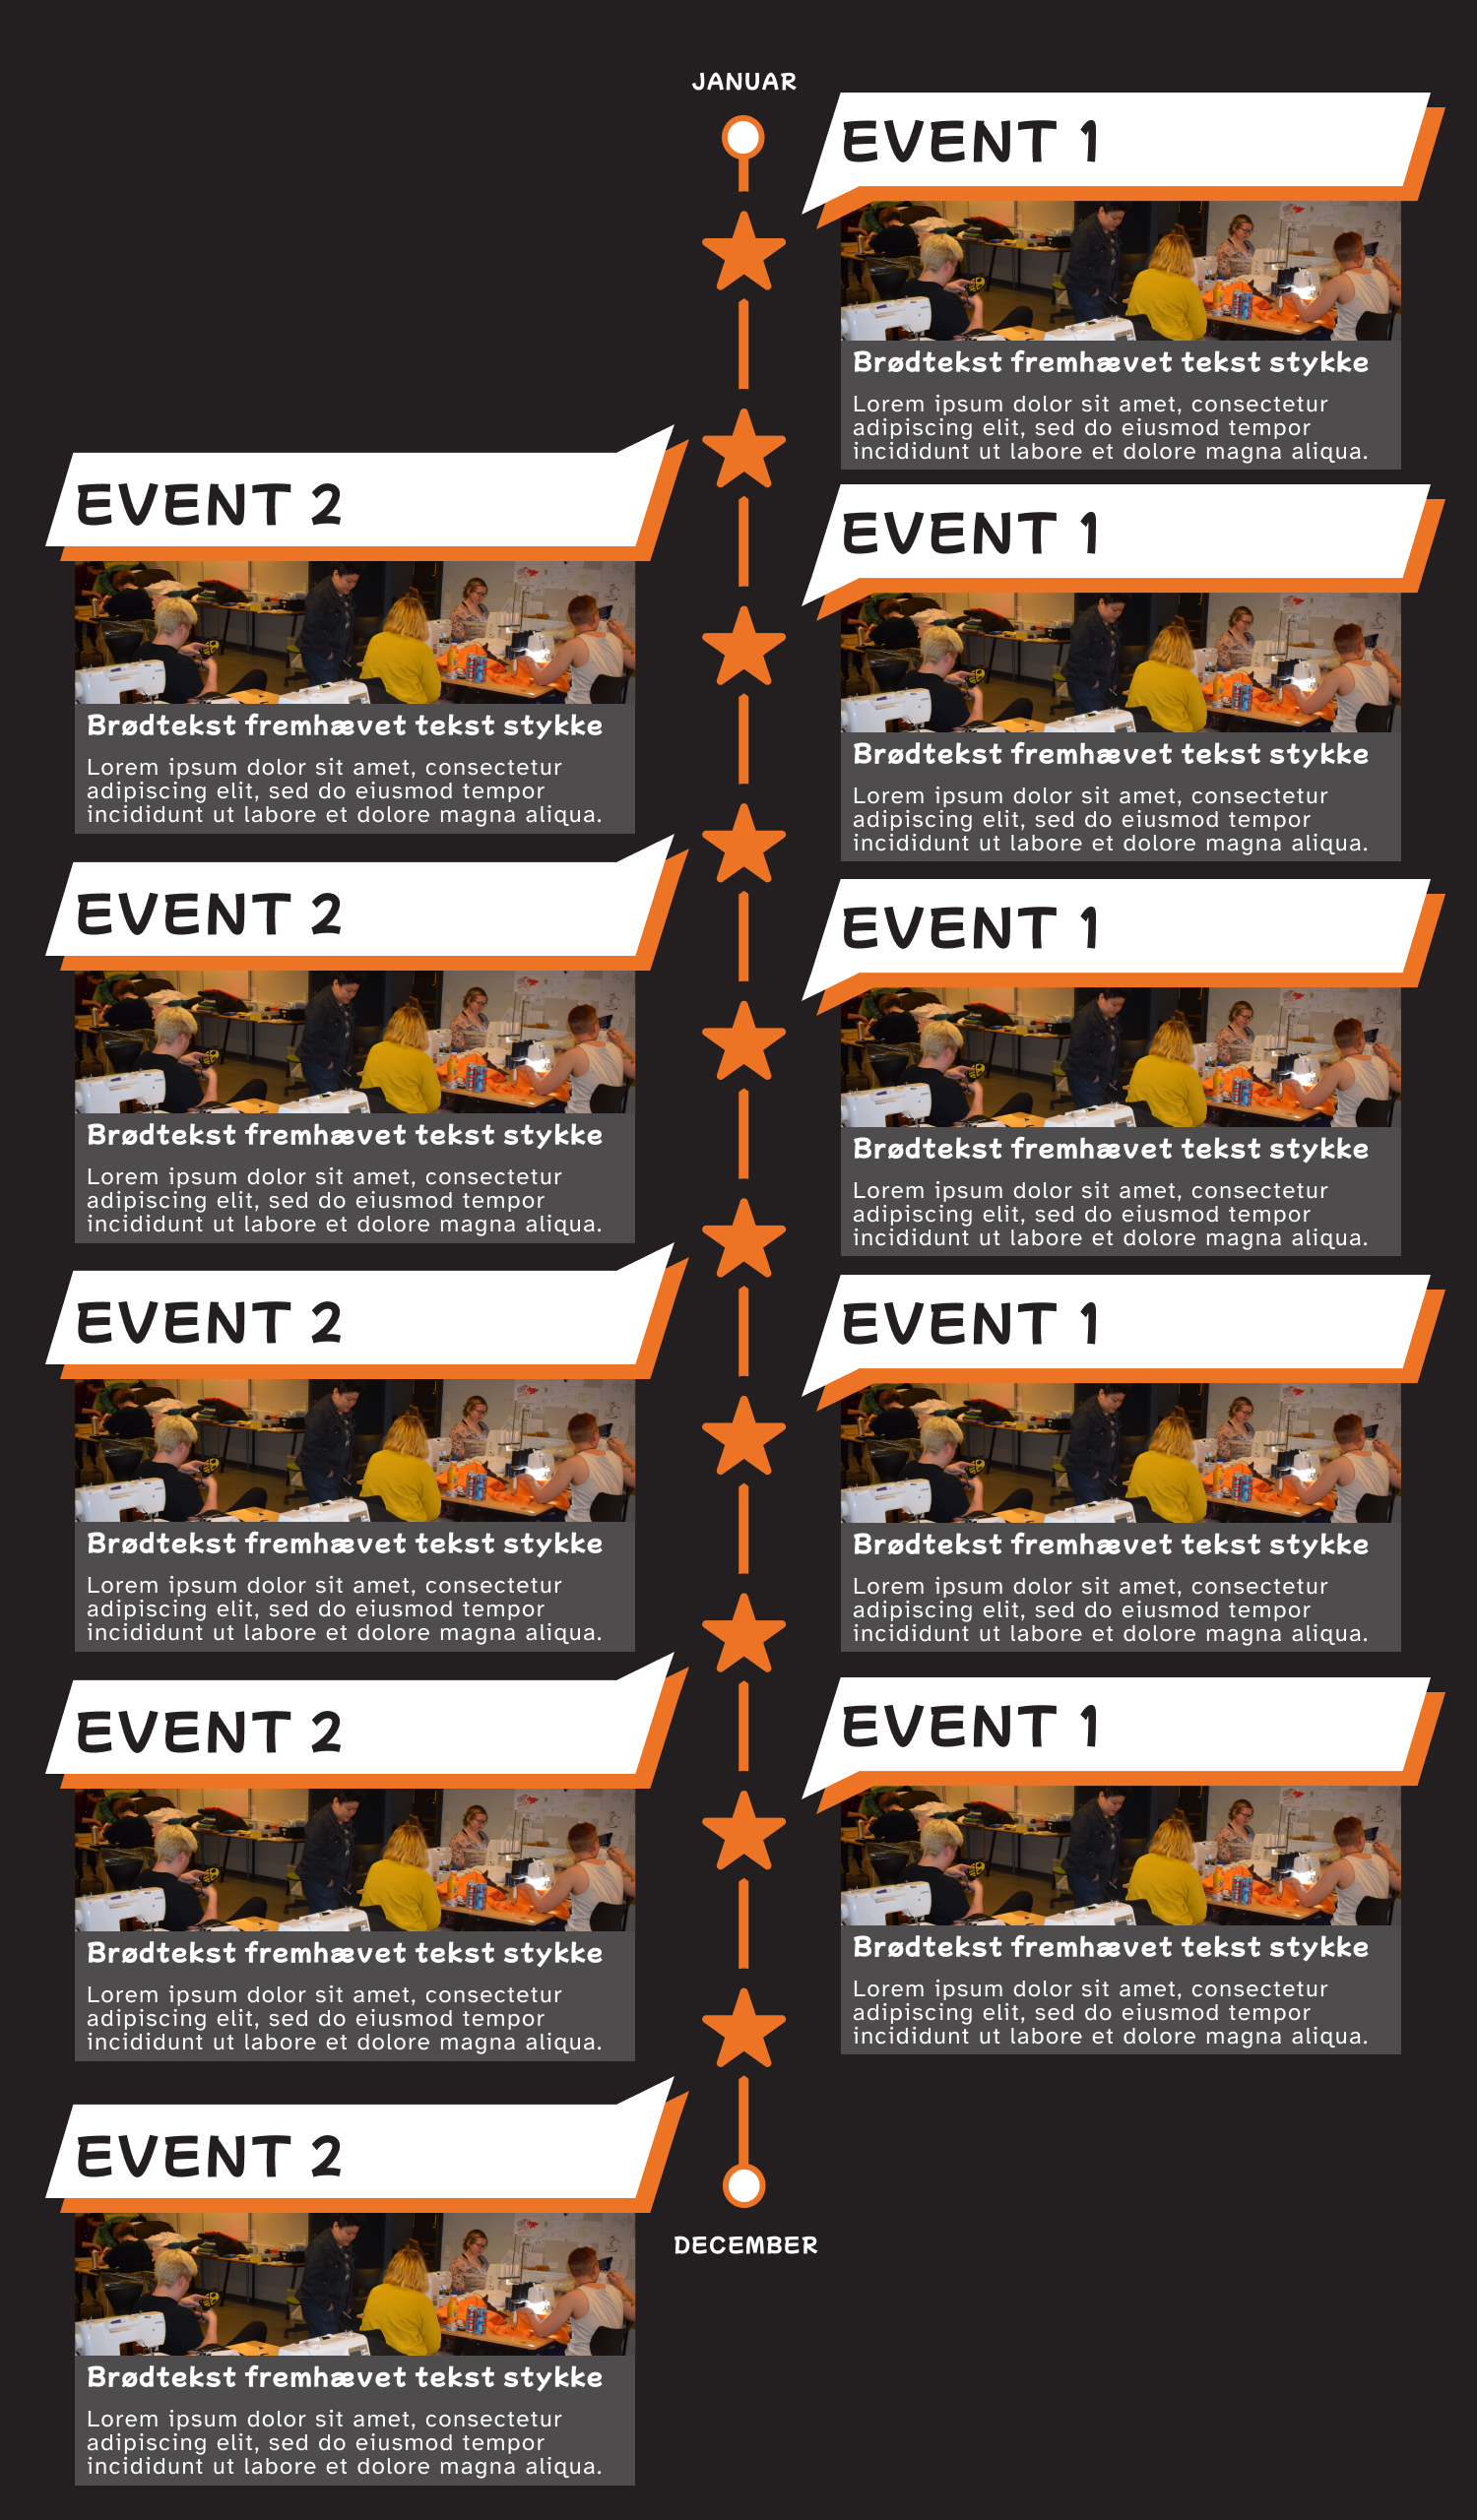 JANUAR
EVENT 1
Brødtekst fremhævet tekst stykke
Lorem ipsum dolor sit amet, consectetur
adipiscing elit, sed do eiusmod tempor
incididunt ut labore et dolore magna aliqua.
EVENT 2
Brødtekst fremhævet tekst stykke
Lorem ipsum dolor sit amet, consectetur
adipiscing elit, sed do eiusmod tempor
incididunt ut labore et dolore magna aliqua.
EVENT 1
Brødtekst fremhævet tekst stykke
Lorem ipsum dolor sit amet, consectetur
adipiscing elit, sed do eiusmod tempor
incididunt ut labore et dolore magna aliqua.
EVENT 2
Brødtekst fremhævet tekst stykke
Lorem ipsum dolor sit amet, consectetur
adipiscing elit, sed do eiusmod tempor
incididunt ut labore et dolore magna aliqua.
EVENT 1
Brødtekst fremhævet tekst stykke
Lorem ipsum dolor sit amet, consectetur
adipiscing elit, sed do eiusmod tempor
incididunt ut labore et dolore magna aliqua.
EVENT 2
Brødtekst fremhævet tekst stykke
Lorem ipsum dolor sit amet, consectetur
adipiscing elit, sed do eiusmod tempor
incididunt ut labore et dolore magna aliqua.
EVENT 1
Brødtekst fremhævet tekst stykke
Lorem ipsum dolor sit amet, consectetur
adipiscing elit, sed do eiusmod tempor
incididunt ut labore et dolore magna aliqua.
EVENT 2
Brødtekst fremhævet tekst stykke
Lorem ipsum dolor sit amet, consectetur
adipiscing elit, sed do eiusmod tempor
incididunt ut labore et dolore magna aliqua.
EVENT 1
Brødtekst fremhævet tekst stykke
Lorem ipsum dolor sit amet, consectetur
adipiscing elit, sed do eiusmod tempor
incididunt ut labore et dolore magna aliqua.
EVENT 2
Brødtekst fremhævet tekst stykke
Lorem ipsum dolor sit amet, consectetur
adipiscing elit, sed do eiusmod tempor
incididunt ut labore et dolore magna aliqua.
DECEMBER